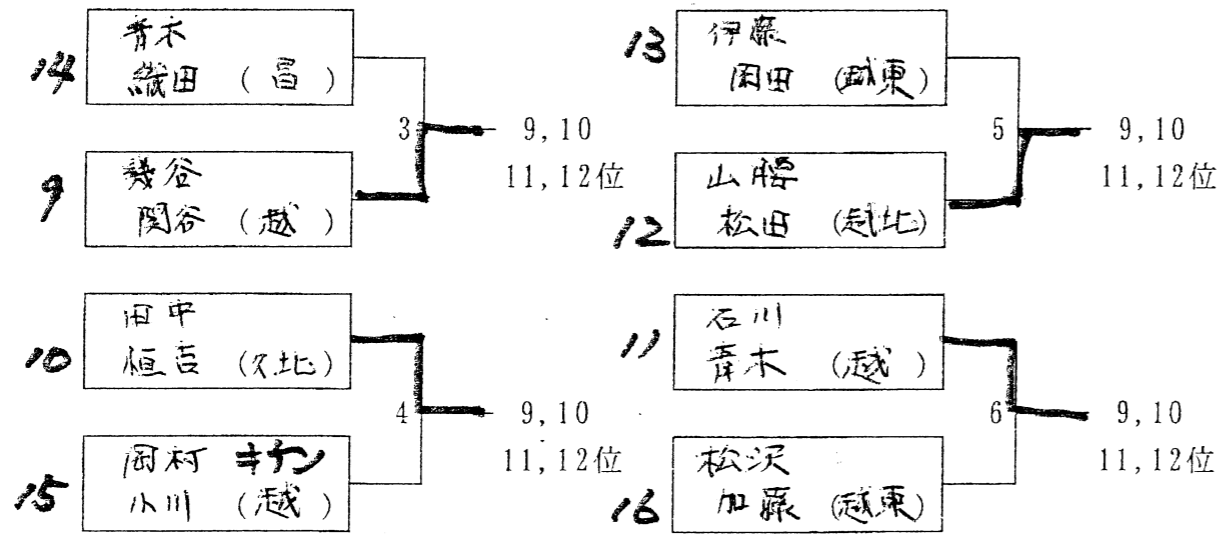 14
青木
織田 (昌)
3
9,10
11,12位
9
幾谷
関谷 (越)
10
田中
恒吉 (久北)
4
9,10
11,12位
15
岡村 キケン
小川 (越)
13
伊藤
岡田 (越東)
5
9,10
11,12位
12
松田 (越北)
11
石川
青木 (越)
6
9,10
11,12位
16
松沢
加藤 (越東)